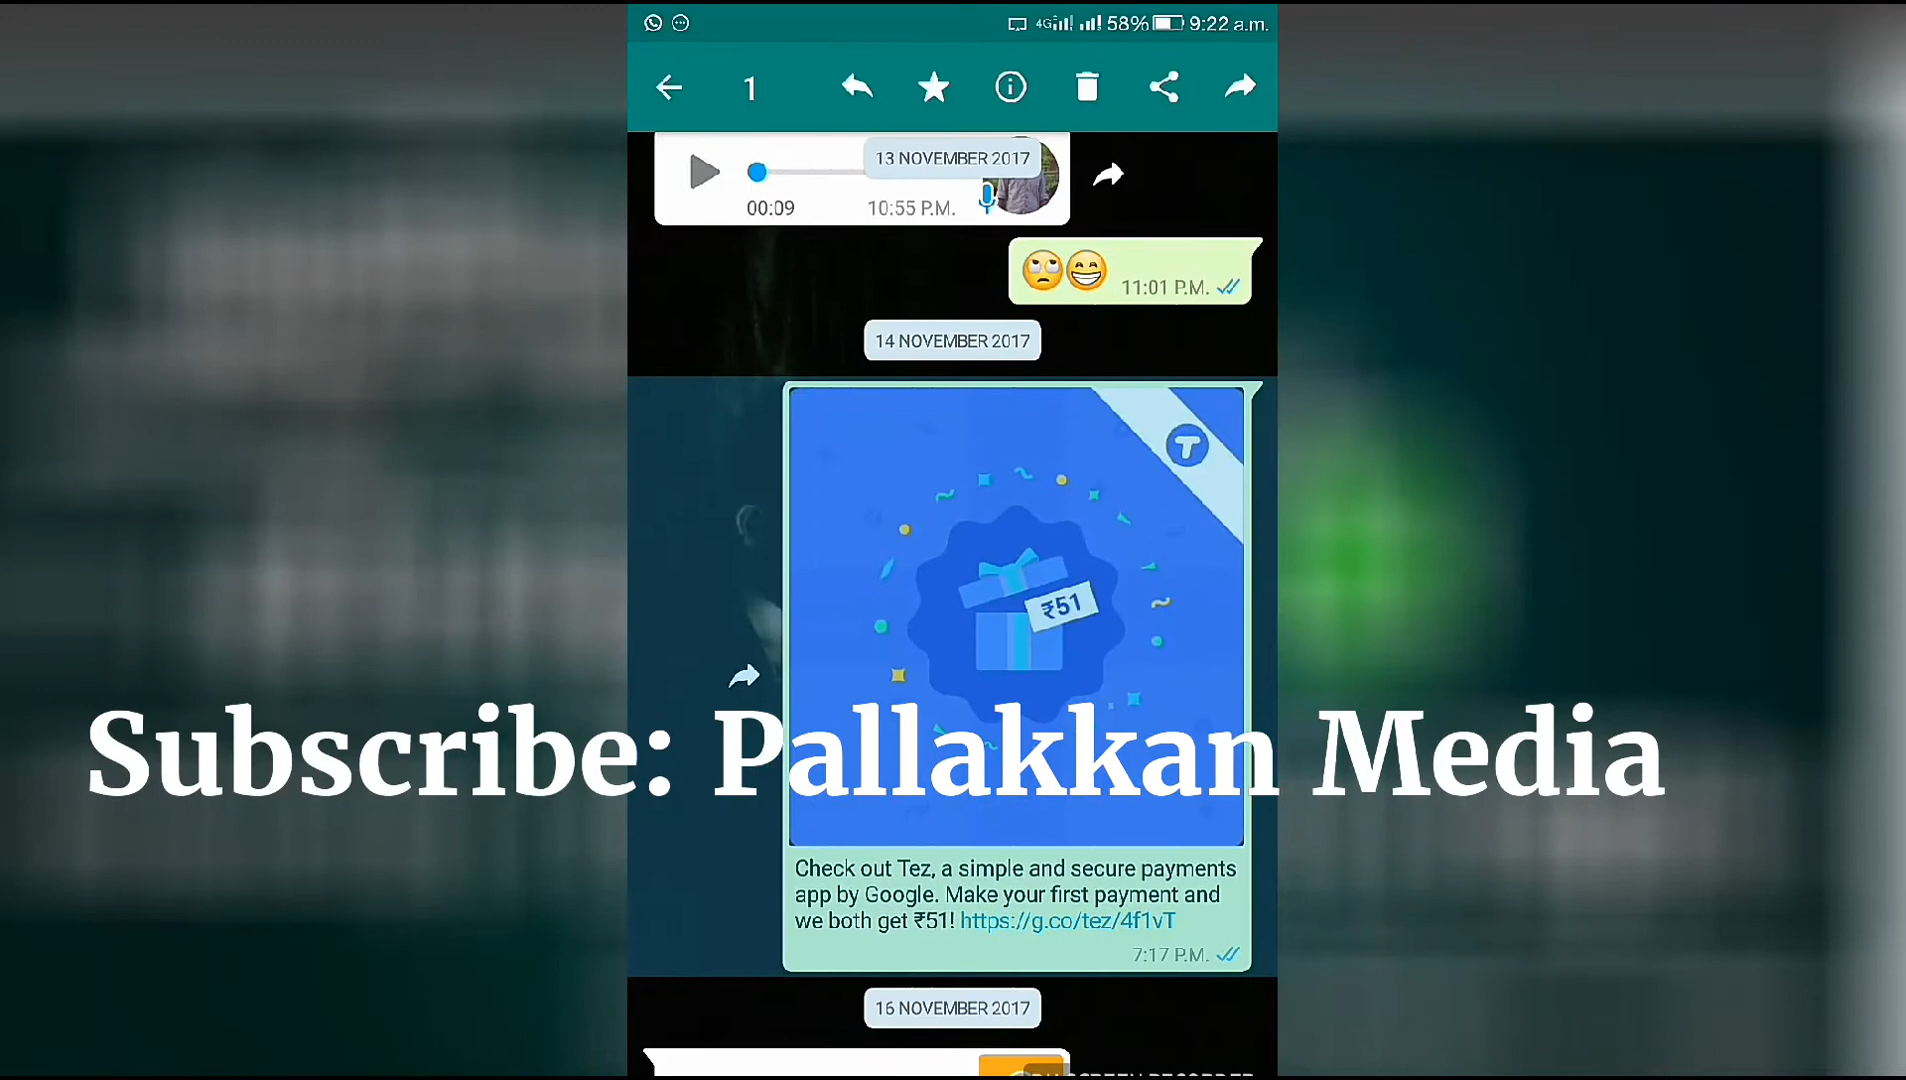 58% 9:22 a.m.
1
13 NOVEMBER 2017
00:09 10:55 P.M.
11:01 P.M.
14 NOVEMBER 2017
T
₹51
Subscribe: Pallakkan Media
Check out Tez, a simple and secure payments
app by Google. Make your first payment and
we both get ₹51! https://g.co/tez/4f1vT
7:17 P.M.
16 NOVEMBER 2017
SCREEN RECORDER